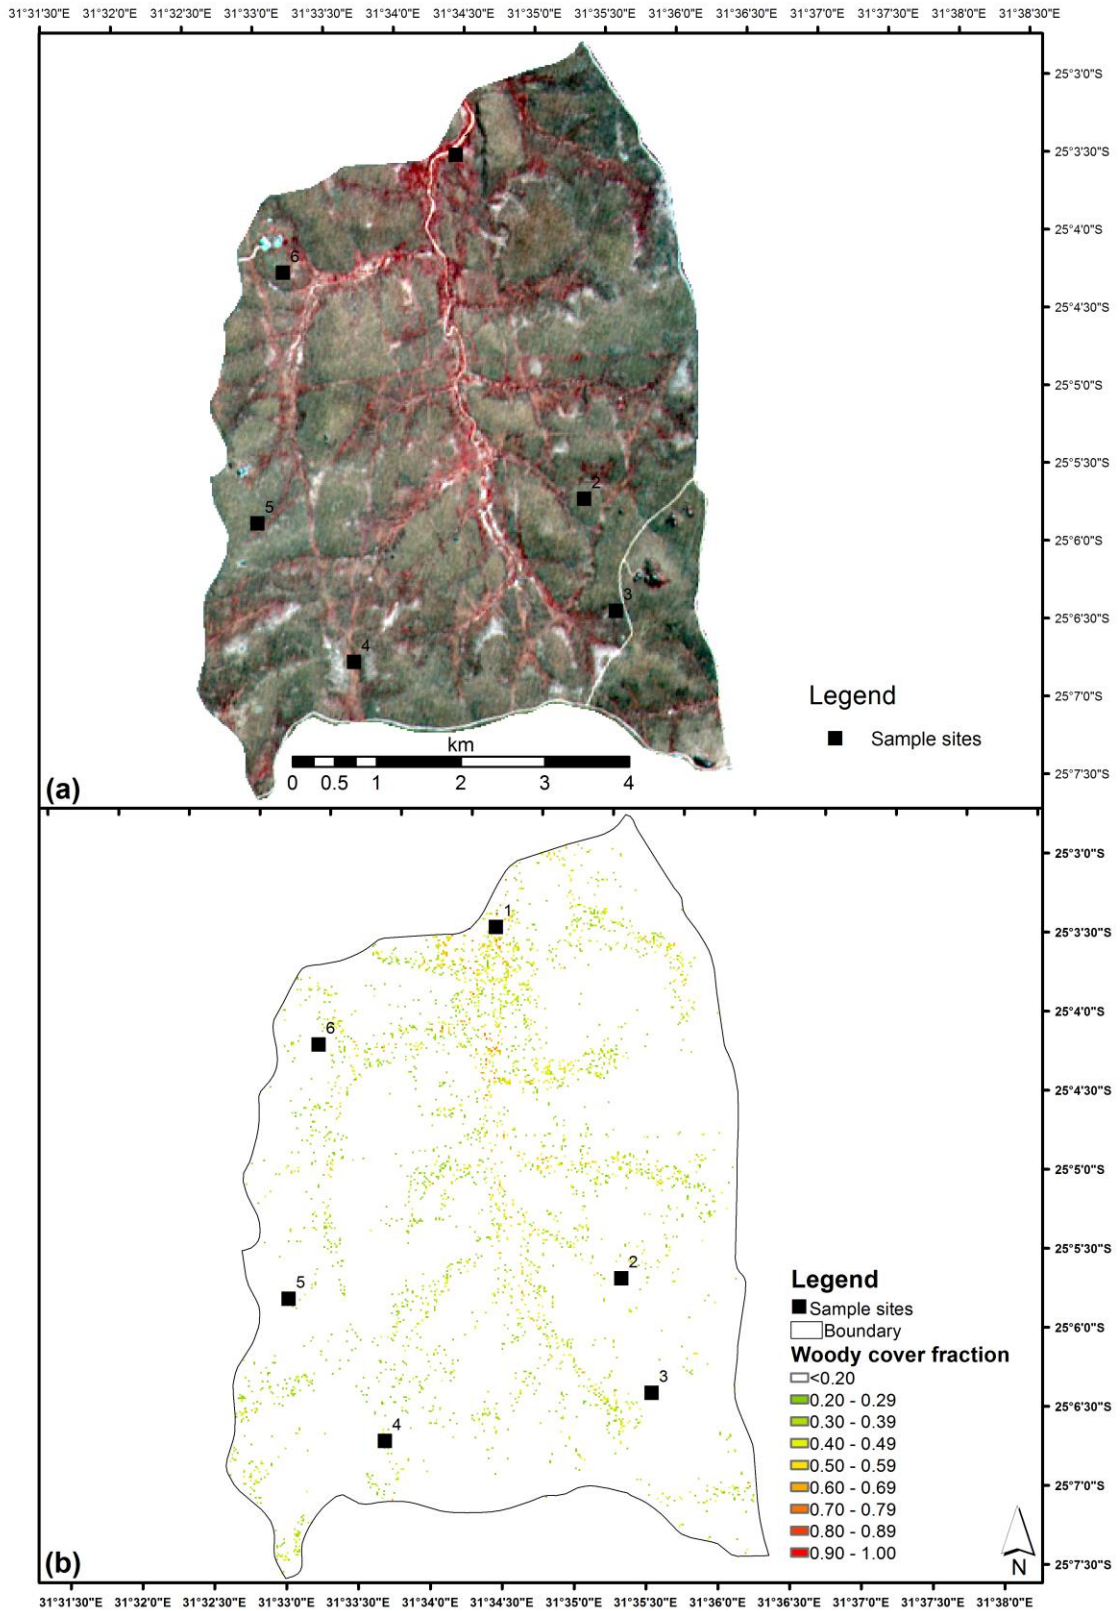 31°31'30"E 31°32'0"E 31°32'30"E 31°33'0"E 31°33'30"E 31°34'0"E 31°34'30"E 31°35'0"E 31°35'30"E 31°36'0"E 31°36'30"E 31°37'0"E 31°37'30"E 31°38'0"E 31°38'30"E
25°3'0"S
25°3'30"S
25°4'0"S
6
25°4'30"S
25°5'0"S
25°5'30"S
2
5
25°6'0"S
3
25°6'30"S
4
25°7'0"S
Legend
Sample sites
km
0 0.5 1 2 3 4
25°7'30"S
(a)
25°3'0"S
1
25°3'30"S
25°4'0"S
6
25°4'30"S
25°5'0"S
25°5'30"S
2
5
Legend
Sample sites
Boundary
25°6'0"S
Woody cover fraction
<0.20
0.20 - 0.29
0.30 - 0.39
0.40 - 0.49
0.50 - 0.59
0.60 - 0.69
0.70 - 0.79
0.80 - 0.89
0.90 - 1.00
3
25°6'30"S
4
25°7'0"S
N
25°7'30"S
(b)
31°31'30"E 31°32'0"E 31°32'30"E 31°33'0"E 31°33'30"E 31°34'0"E 31°34'30"E 31°35'0"E 31°35'30"E 31°36'0"E 31°36'30"E 31°37'0"E 31°37'30"E 31°38'0"E